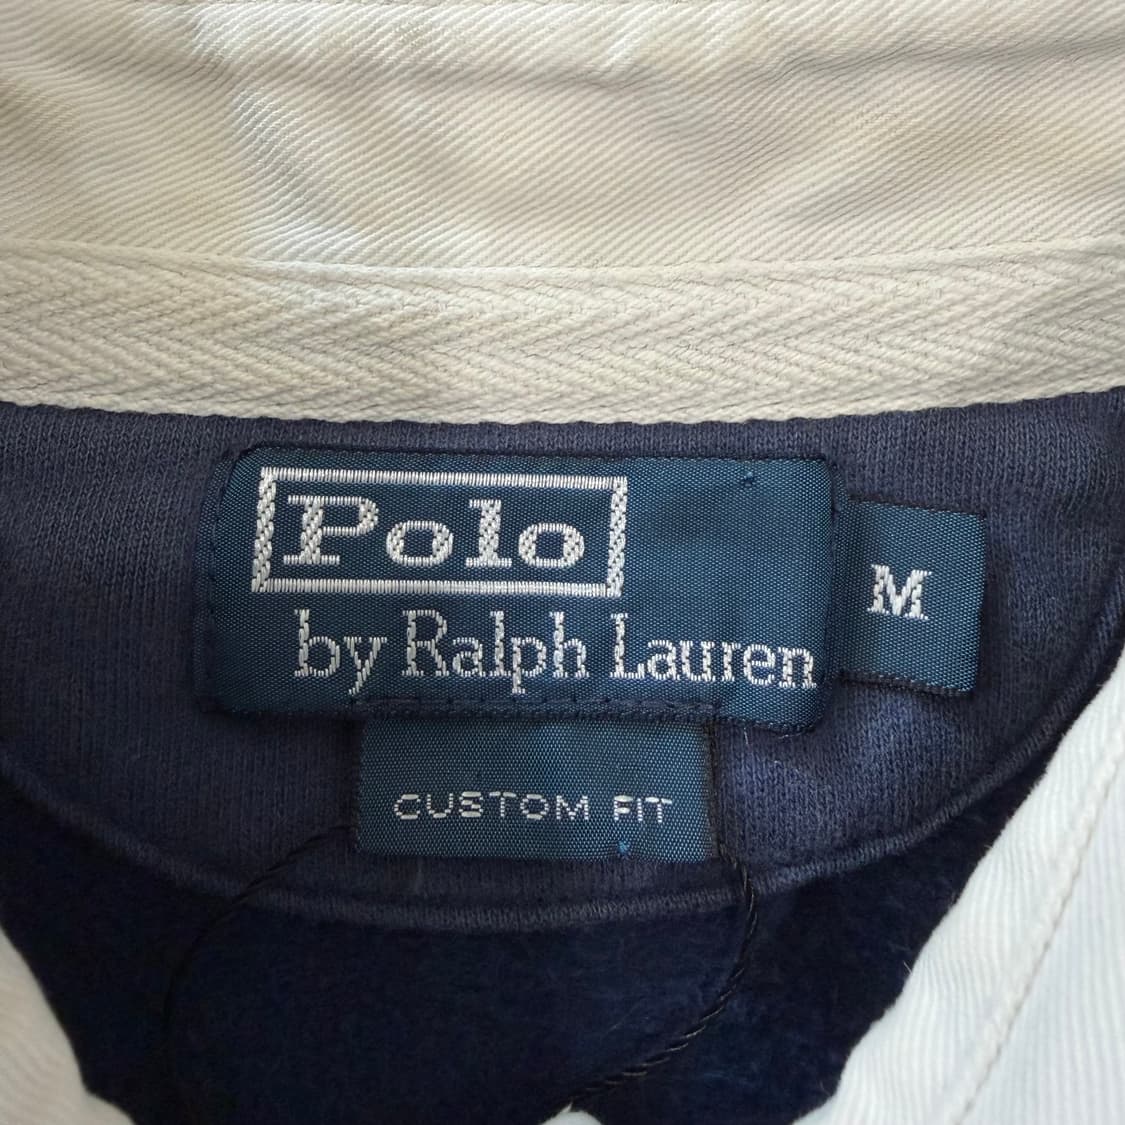 Polo
by Ralph Lauren
M
CUSTOM FIT